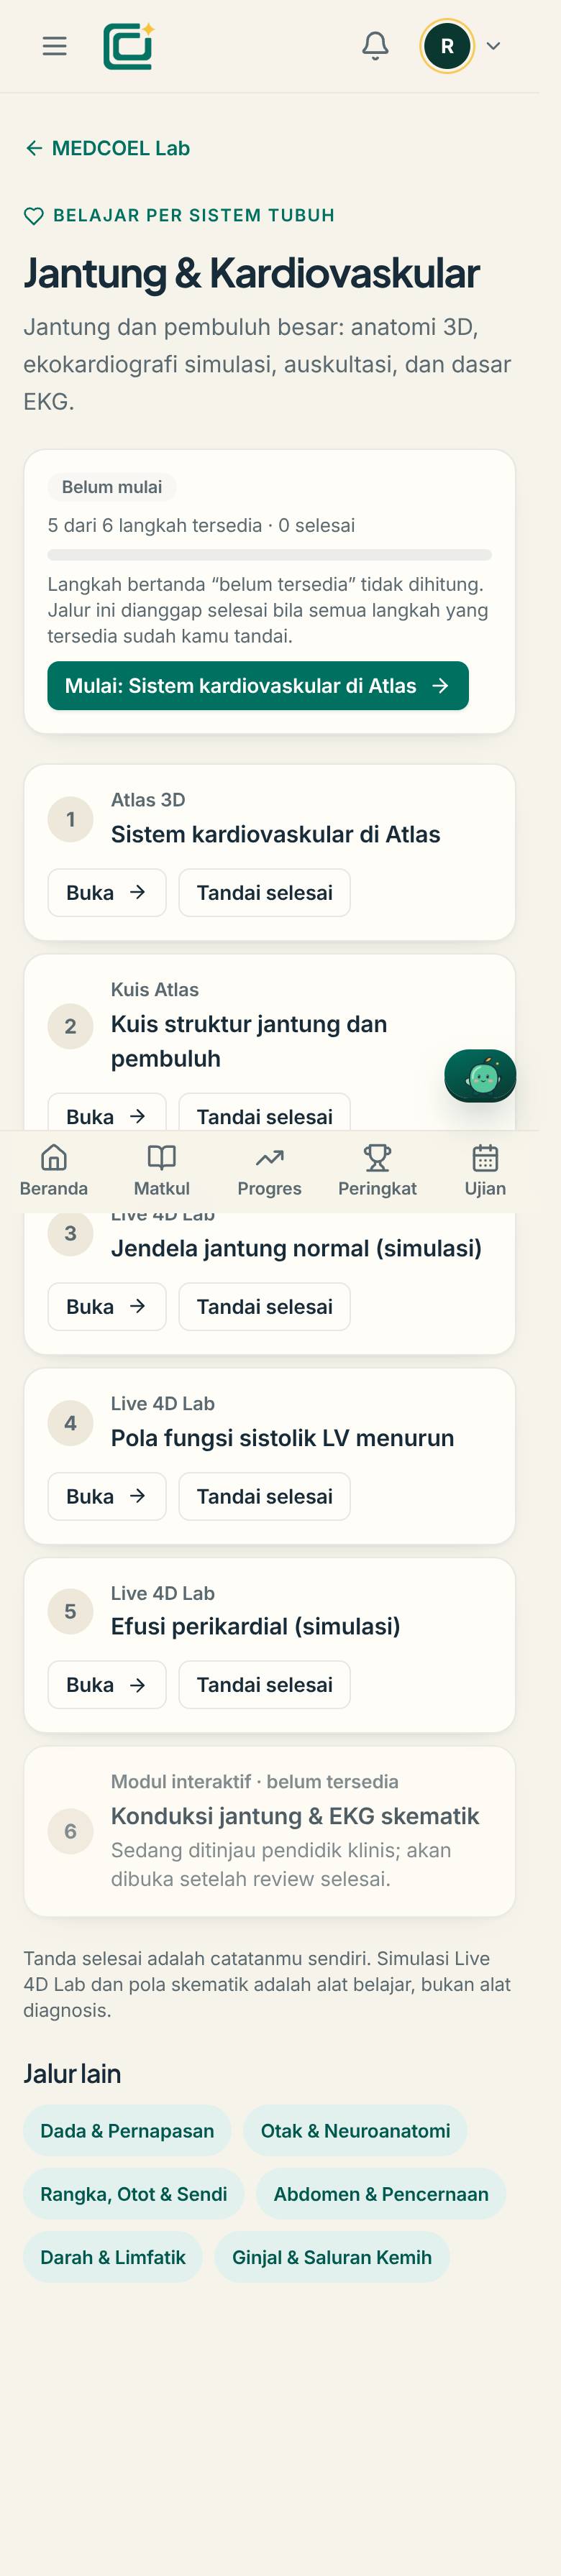 R
MEDCOEL Lab
BELAJAR PER SISTEM TUBUH
Jantung & Kardiovaskular
Jantung dan pembuluh besar: anatomi 3D,
ekokardiografi simulasi, auskultasi, dan dasar
EKG.
Belum mulai
5 dari 6 langkah tersedia · 0 selesai
Langkah bertanda “belum tersedia” tidak dihitung.
Jalur ini dianggap selesai bila semua langkah yang
tersedia sudah kamu tandai.
Mulai: Sistem kardiovaskular di Atlas
Atlas 3D
1
Sistem kardiovaskular di Atlas
Buka
Tandai selesai
Kuis Atlas
2
Kuis struktur jantung dan
pembuluh
Buka
Tandai selesai
Beranda
Matkul
Progres
Peringkat
Ujian
Live 4D Lab
3
Jendela jantung normal (simulasi)
Buka
Tandai selesai
Live 4D Lab
4
Pola fungsi sistolik LV menurun
Buka
Tandai selesai
Live 4D Lab
5
Efusi perikardial (simulasi)
Buka
Tandai selesai
Modul interaktif · belum tersedia
6
Konduksi jantung & EKG skematik
Sedang ditinjau pendidik klinis; akan
dibuka setelah review selesai.
Tanda selesai adalah catatanmu sendiri. Simulasi Live
4D Lab dan pola skematik adalah alat belajar, bukan alat
diagnosis.
Jalur lain
Dada & Pernapasan
Otak & Neuroanatomi
Rangka, Otot & Sendi
Abdomen & Pencernaan
Darah & Limfatik
Ginjal & Saluran Kemih